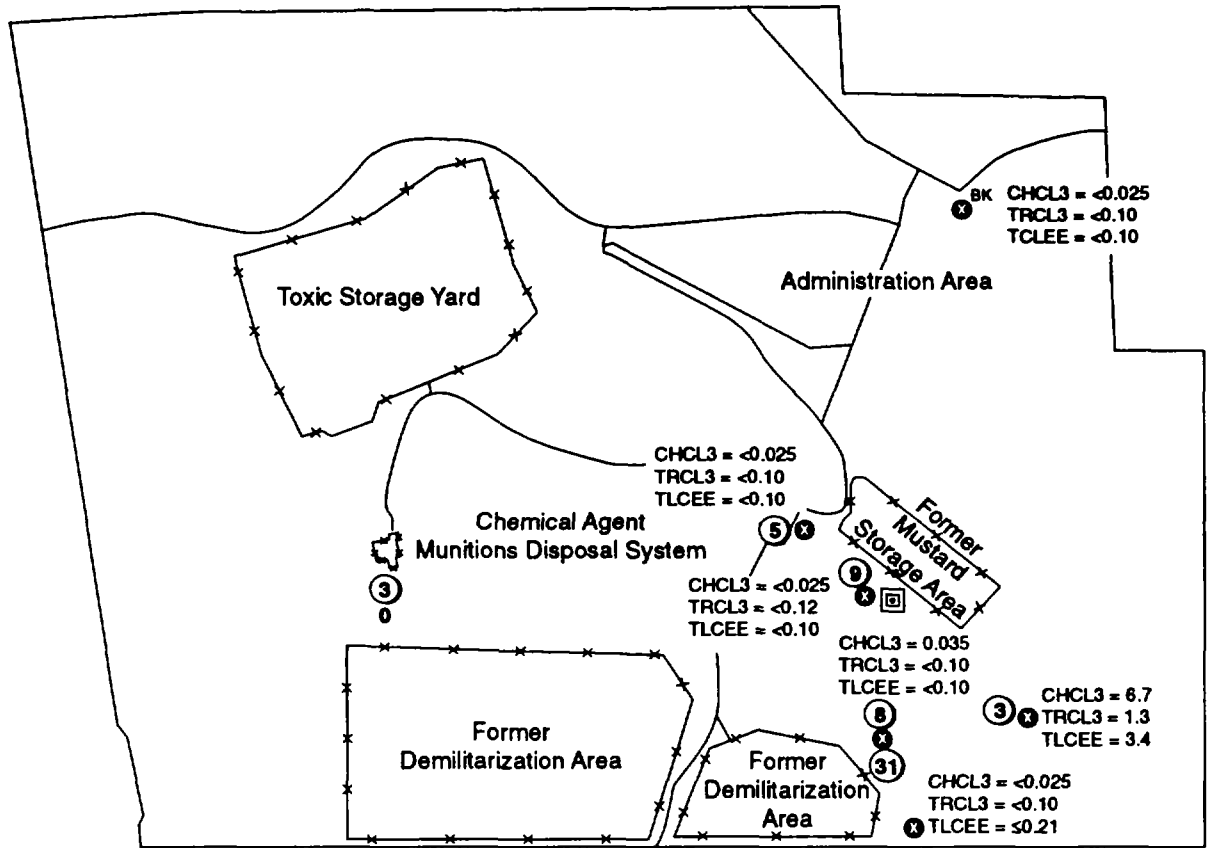 BK
CHCL3 = <0.025
TRCL3 = <0.10
TCLEE = <0.10
Administration Area
Toxic Storage Yard
CHCL3 = <0.025
TRCL3 = <0.10
TLCEE = <0.10
5
Former
Mustard
Storage Area
Chemical Agent
Munitions Disposal System
3
0
9
CHCL3 = <0.025
TRCL3 = <0.12
TLCEE = <0.10
CHCL3 = 0.035
TRCL3 = <0.10
TLCEE = <0.10
8
3
CHCL3 = 6.7
TRCL3 = 1.3
TLCEE = 3.4
Former
Demilitarization Area
Former
Demilitarization
Area
31
CHCL3 = <0.025
TRCL3 = <0.10
TLCEE = ≤0.21